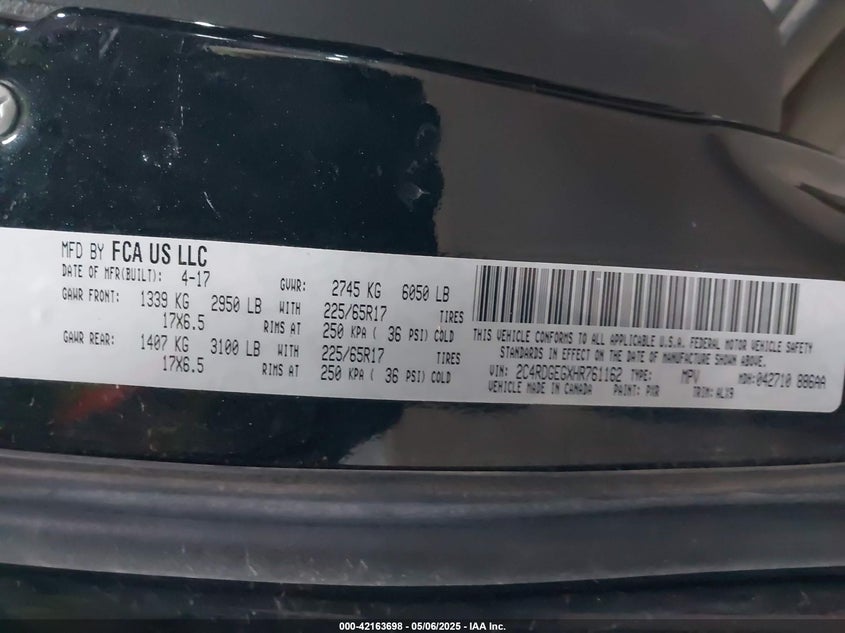 MFD BY FCA US LLC
DATE OF MFR(BUILT): 4-17 GVWR: 2745 KG 6050 LB
GAWR FRONT: 1339 KG 2950 LB WITH 225/65R17 TIRES
17X6.5 RIMS AT 250 KPA ( 36 PSI) COLD
GAWR REAR: 1407 KG 3100 LB WITH 225/65R17 TIRES
17X6.5 RIMS AT 250 KPA ( 36 PSI) COLD
THIS VEHICLE CONFORMS TO ALL APPLICABLE U.S.A. FEDERAL MOTOR VEHICLE SAFETY
STANDARDS IN EFFECT ON THE DATE OF MANUFACTURE SHOWN ABOVE.
VIN: 2C4RDGEGXHR761162 TYPE: MPV MDH: 042710 886AA
VEHICLE MADE IN CANADA PAINT: PXR TRIM: ALX9
000-42163698 - 05/06/2025 - IAA Inc.